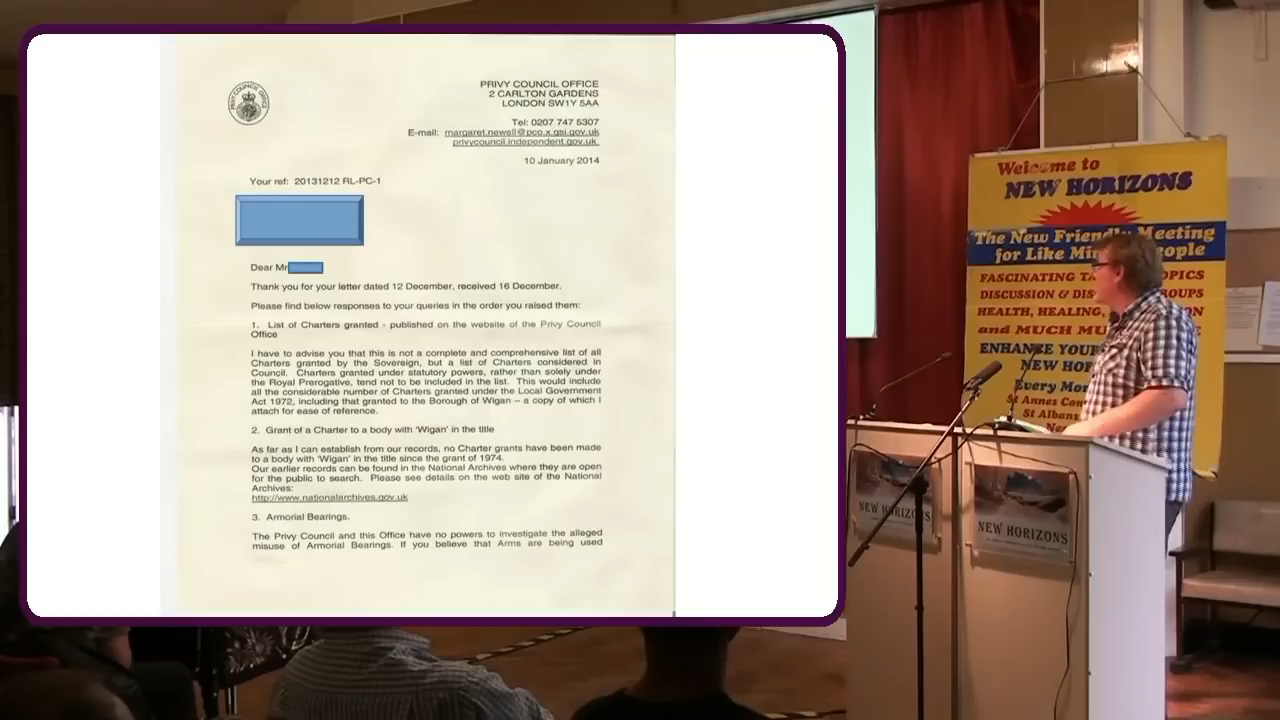 PRIVY COUNCIL OFFICE
2 CARLTON GARDENS
LONDON SW1Y 5AA
Tel: 0207 747 5307
E-mail: margaret.newell@pco.x.gsi.gov.uk
privycouncil.independent.gov.uk
10 January 2014
PRIVY COUNCIL OFFICE
Your ref: 20131212 RL-PC-1
Dear Mr
Thank you for your letter dated 12 December, received 16 December.
Please find below responses to your queries in the order you raised them:
1. List of Charters granted - published on the website of the Privy Council
Office
I have to advise you that this is not a complete and comprehensive list of all
Charters granted by the Sovereign, but a list of Charters considered in
Council. Charters granted under statutory powers, rather than solely under
the Royal Prerogative, tend not to be included in the list. This would include
all the considerable number of Charters granted under the Local Government
Act 1972, including that granted to the Borough of Wigan – a copy of which I
attach for ease of reference.
2. Grant of a Charter to a body with 'Wigan' in the title
As far as I can establish from our records, no Charter grants have been made
to a body with 'Wigan' in the title since the grant of 1974.
Our earlier records can be found in the National Archives where they are open
for the public to search. Please see details on the web site of the National
Archives:
http://www.nationalarchives.gov.uk
3. Armorial Bearings.
The Privy Council and this Office have no powers to investigate the alleged
misuse of Armorial Bearings. If you believe that Arms are being used
Welcome to
NEW HORIZONS
The New Friendly Meeting
for Like
FASCINATING
DISCUSSION &
HEALTH, HEALING,
and MUCH
ENHANCE YOUR
NEW
Every
St Annes
St Albans
NEW HORIZONS
NEW HORIZONS